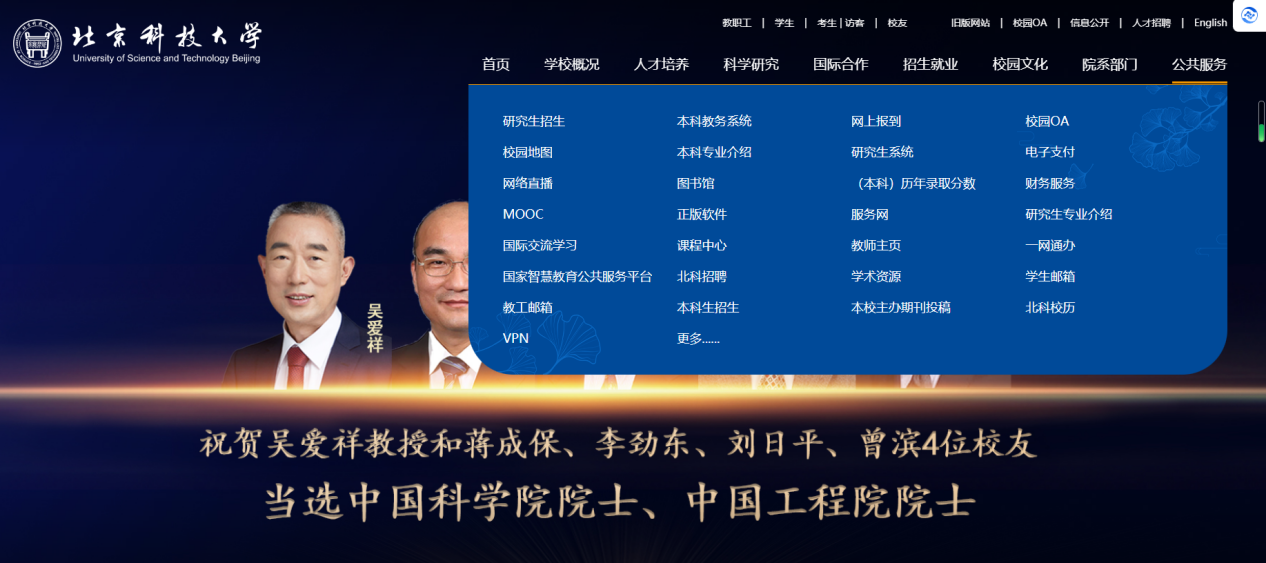 教职工 | 学生 | 考生 | 访客 | 校友 旧版网站 | 校园OA | 信息公开 | 人才招聘 | English
北京科技大学
University of Science and Technology Beijing
首页 学校概况 人才培养 科学研究 国际合作 招生就业 校园文化 院系部门 公共服务
研究生招生 本科教务系统 网上报到 校园OA
校园地图 本科专业介绍 研究生系统 电子支付
网络直播 图书馆 （本科）历年录取分数 财务服务
MOOC 正版软件 服务网 研究生专业介绍
国际交流学习 课程中心 教师主页 一网通办
国家智慧教育公共服务平台 北科招聘 学术资源 学生邮箱
教工邮箱 本科生招生 本校主办期刊投稿 北科校历
VPN 更多......
吴爱祥
祝贺吴爱祥教授和蒋成保、李劲东、刘日平、曾滨4位校友
当选中国科学院院士、中国工程院院士